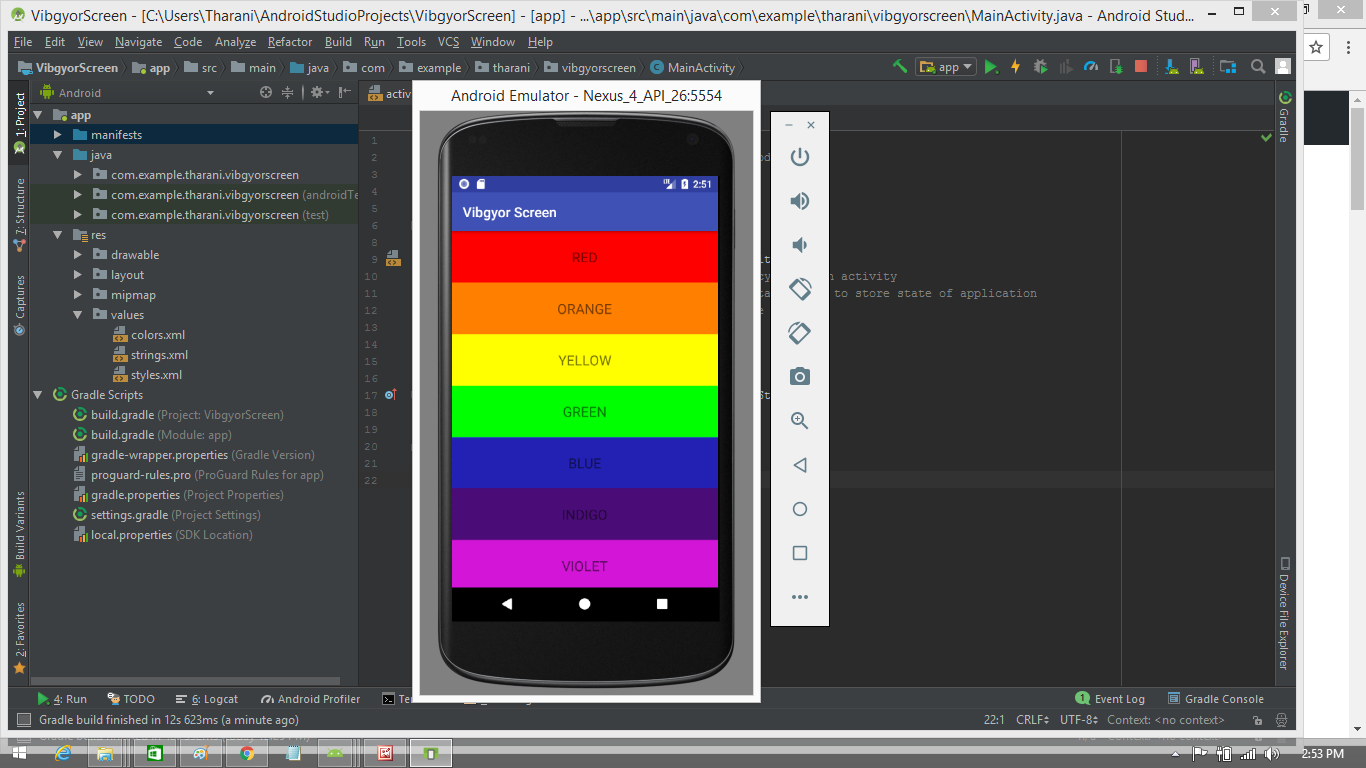 VibgyorScreen - [C:\Users\Tharani\AndroidStudioProjects\VibgyorScreen] - [app] - ...\app\src\main\java\com\example\tharani\vibgyorscreen\MainActivity.java - Android Stud...
File Edit View Navigate Code Analyze Refactor Build Run Tools VCS Window Help
VibgyorScreen app src main java com example tharani vibgyorscreen MainActivity app
1: Project
7: Structure
Captures
Build Variants
2: Favorites
Android
app
manifests
java
com.example.tharani.vibgyorscreen
com.example.tharani.vibgyorscreen (androidTe
com.example.tharani.vibgyorscreen (test)
res
drawable
layout
mipmap
values
colors.xml
strings.xml
styles.xml
Gradle Scripts
build.gradle (Project: VibgyorScreen)
build.gradle (Module: app)
gradle-wrapper.properties (Gradle Version)
proguard-rules.pro (ProGuard Rules for app)
gradle.properties (Project Properties)
settings.gradle (Project Settings)
local.properties (SDK Location)
activ
1
2
3
4
5
6
8
9
10 activity
11 to store state of application
12
13
14
15
16
17
18
19
20
21
22
Android Emulator - Nexus_4_API_26:5554
2:51
Vibgyor Screen
RED
ORANGE
YELLOW
GREEN
BLUE
INDIGO
VIOLET
Gradle
Device File Explorer
4: Run TODO 6: Logcat Android Profiler Te Event Log Gradle Console
Gradle build finished in 12s 623ms (a minute ago) 22:1 CRLF UTF-8 Context: <no context>
2:53 PM